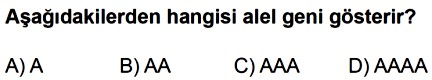 Aşağıdakilerden hangisi alel geni gösterir?
A) A B) AA C) AAA D) AAAA